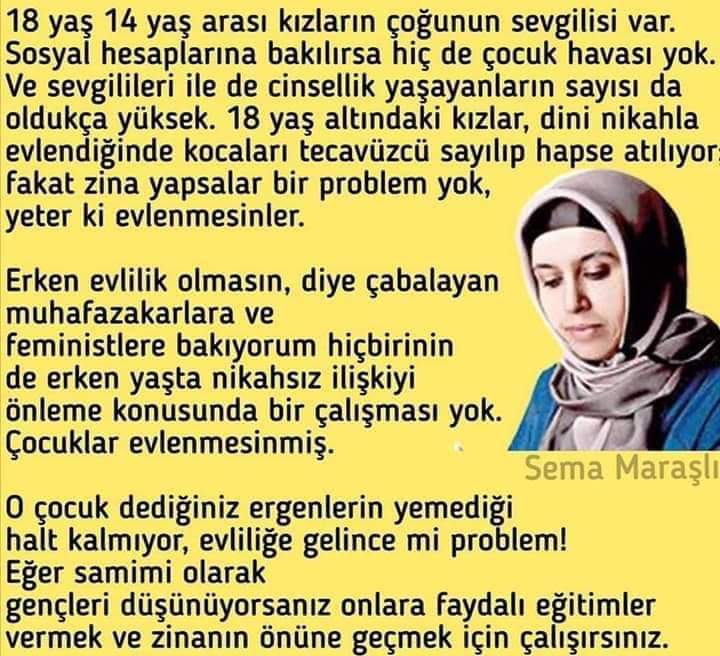 18 yaş 14 yaş arası kızların çoğunun sevgilisi var.
Sosyal hesaplarına bakılırsa hiç de çocuk havası yok.
Ve sevgilileri ile de cinsellik yaşayanların sayısı da
oldukça yüksek. 18 yaş altındaki kızlar, dini nikahla
evlendiğinde kocaları tecavüzcü sayılıp hapse atılıyor;
fakat zina yapsalar bir problem yok,
yeter ki evlenmesinler.
Erken evlilik olmasın, diye çabalayan
muhafazakarlara ve
feministlere bakıyorum hiçbirinin
de erken yaşta nikahsız ilişkiyi
önleme konusunda bir çalışması yok.
Çocuklar evlenmesinmiş.
Sema Maraşlı
O çocuk dediğiniz ergenlerin yemediği
halt kalmıyor, evliliğe gelince mi problem!
Eğer samimi olarak
gençleri düşünüyorsanız onlara faydalı eğitimler
vermek ve zinanın önüne geçmek için çalışırsınız.